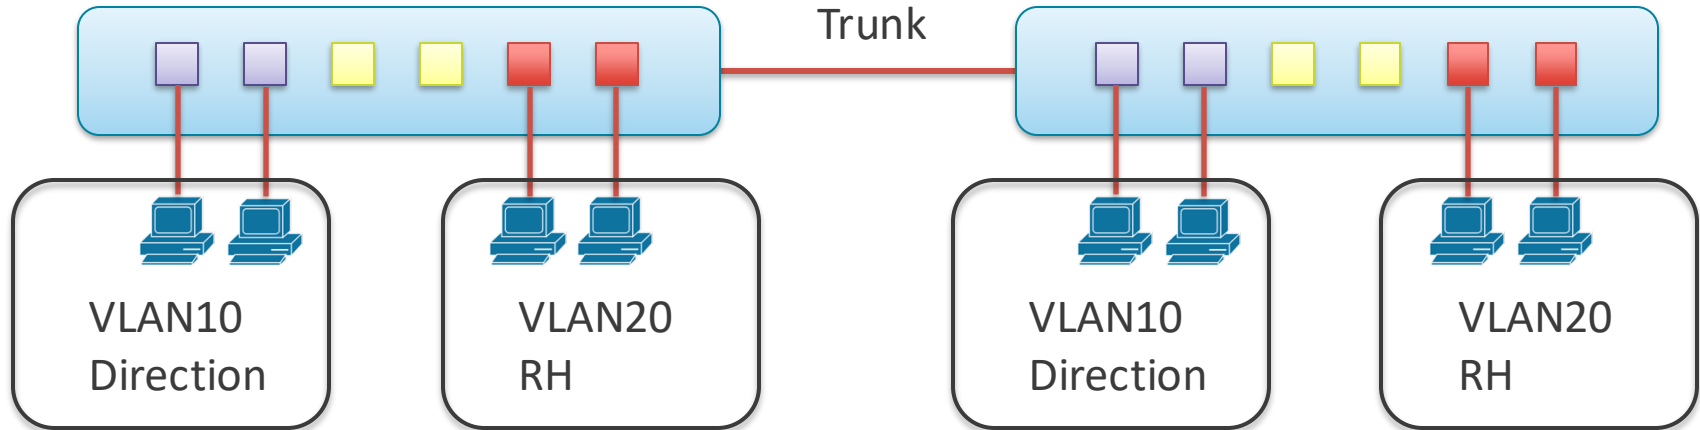 Trunk
VLAN10
Direction
VLAN20
RH
VLAN10
Direction
VLAN20
RH